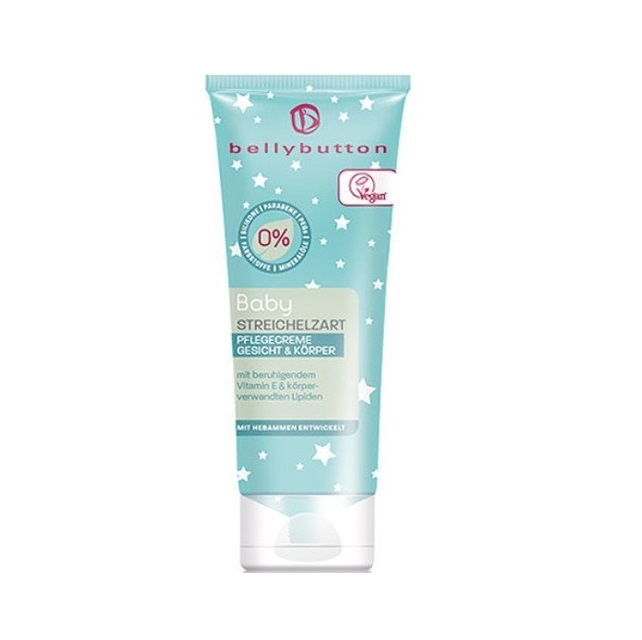 bellybutton
Vegan
SILIKONE | PARABENE | PEGs
FARBSTOFFE | MINERALÖLE
0%
Baby
STREICHELZART
PFLEGECREME
GESICHT & KÖRPER
mit beruhigendem
Vitamin E & körper-
verwandten Lipiden
MIT HEBAMMEN ENTWICKELT